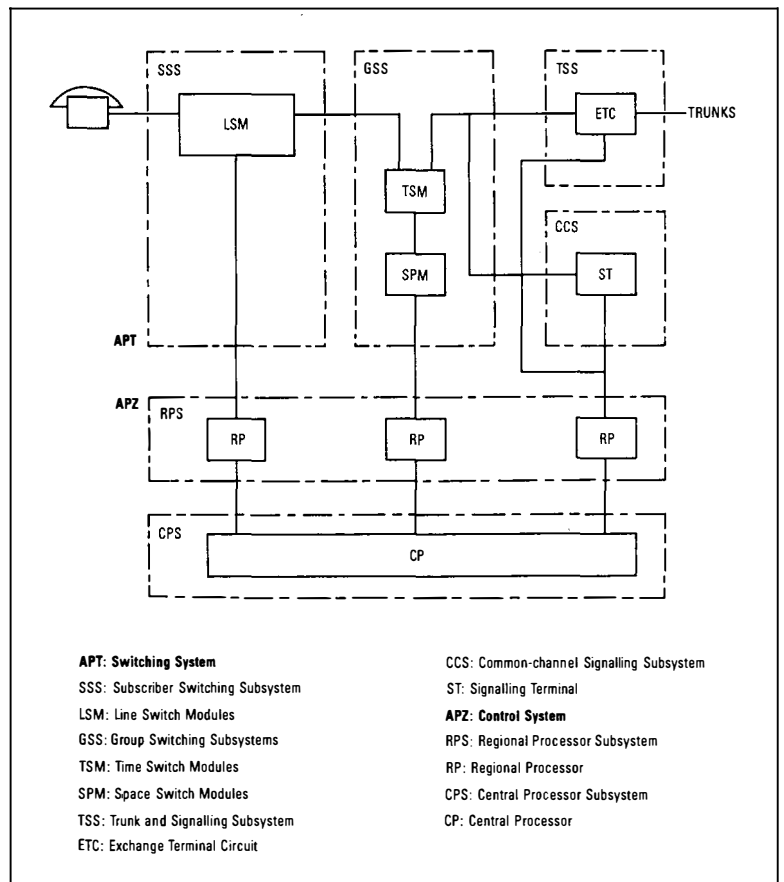 SSS
GSS
TSS
LSM
ETC
TRUNKS
TSM
CCS
SPM
ST
APT
APZ
RPS
RP
RP
RP
CPS
CP
APT: Switching System
SSS: Subscriber Switching Subsystem
LSM: Line Switch Modules
GSS: Group Switching Subsystems
TSM: Time Switch Modules
SPM: Space Switch Modules
TSS: Trunk and Signalling Subsystem
ETC: Exchange Terminal Circuit
CCS: Common-channel Signalling Subsystem
ST: Signalling Terminal
APZ: Control System
RPS: Regional Processor Subsystem
RP: Regional Processor
CPS: Central Processor Subsystem
CP: Central Processor